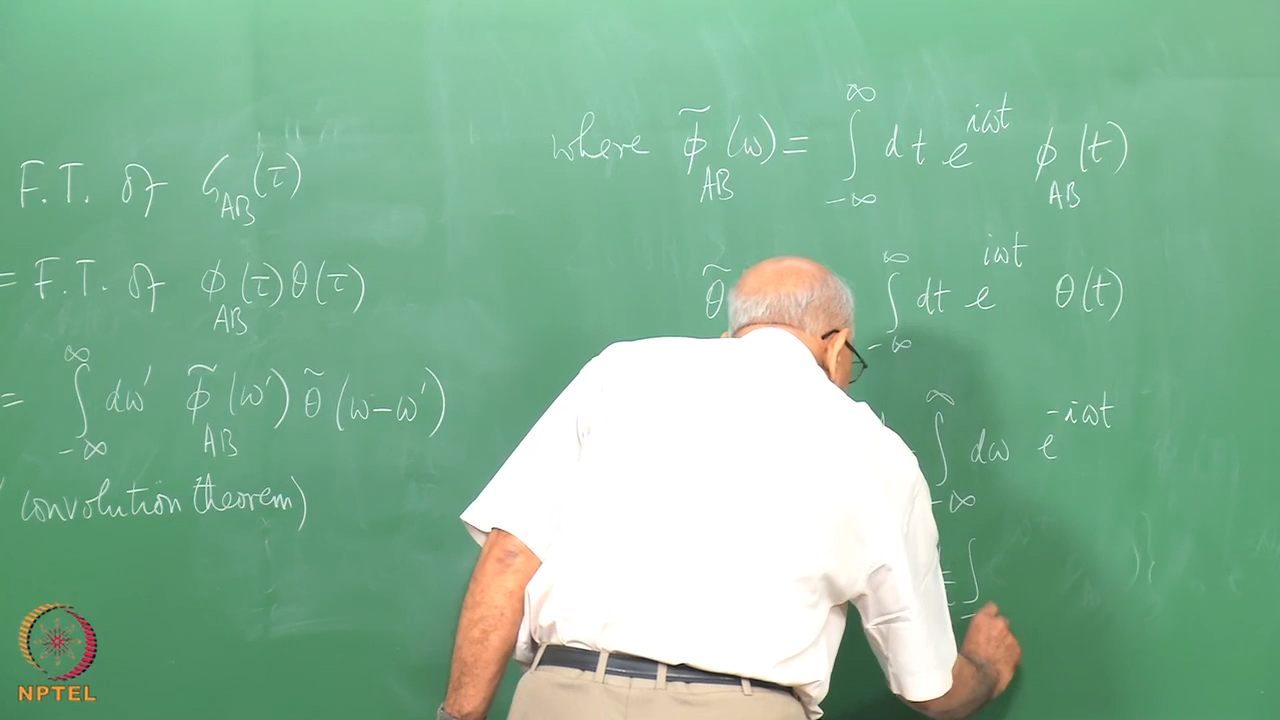 F.T. of G_AB(τ)
= F.T. of ϕ_AB(τ)θ(τ)
= ∫_{-∞}^{∞} dω' ϕ̃_AB(ω') θ̃(ω-ω')
convolution theorem)
where ϕ̃_AB(ω) = ∫_{-∞}^{∞} dt e^{iωt} ϕ_AB(t)
θ̃ ∫_{-∞}^{∞} dt e^{iωt} θ(t)
∫_{-∞}^{∞} dω e^{-iωt}
= ∫
NPTEL